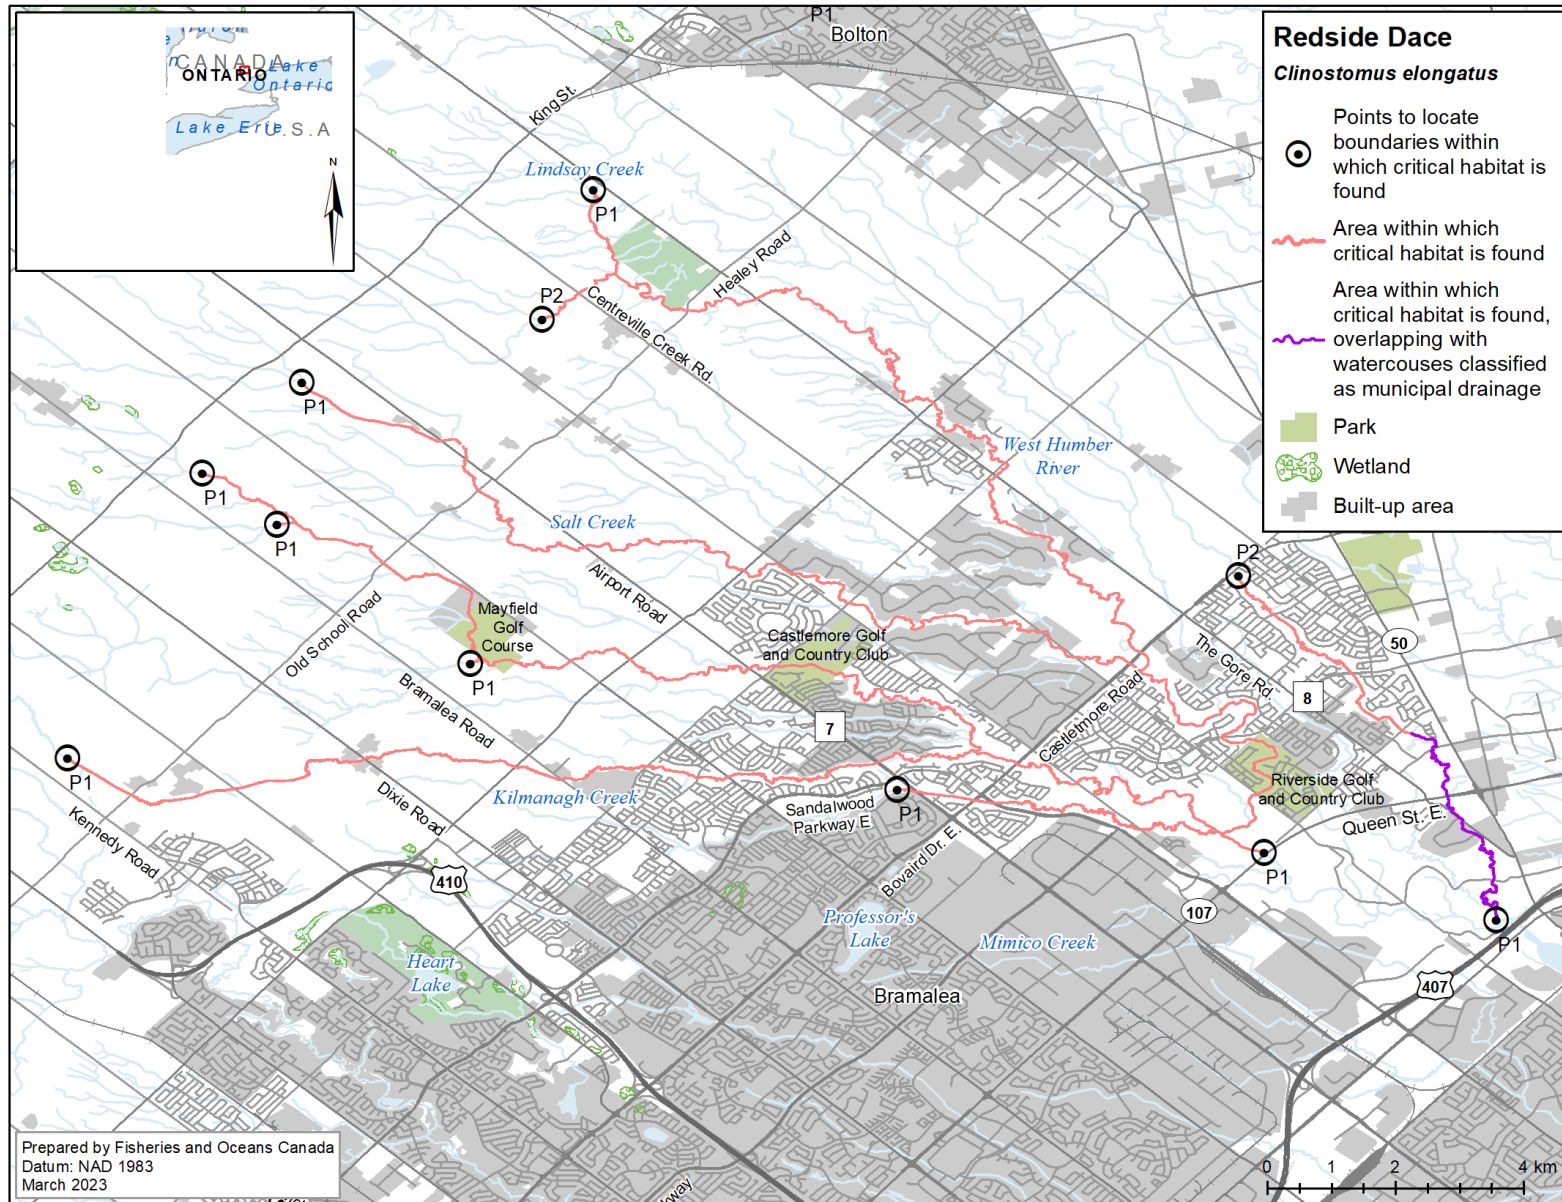 Huron
CANADA
ONTARIO
Lake
Ontario
Lake Erie
U.S.A
N
P1
Bolton
King St.
Lindsay Creek
P1
Healey Road
P2
Centreville Creek Rd.
P1
West Humber
River
P1
P1
Salt Creek
Airport Road
P2
Mayfield
Golf
Course
Old School Road
Castlemore Golf
and Country Club
50
The Gore Rd.
P1
Bramalea Road
8
7
Castletmore Road
P1
Kilmanagh Creek
Dixie Road
Riverside Golf
and Country Club
Sandalwood
Parkway E
P1
Queen St. E.
Kennedy Road
Bovaird Dr. E.
P1
410
107
Professor's
Lake
Mimico Creek
P1
Heart
Lake
407
Bramalea
Redside Dace
Clinostomus elongatus
Points to locate
boundaries within
which critical habitat is
found
Area within which
critical habitat is found
Area within which
critical habitat is found,
overlapping with
watercouses classified
as municipal drainage
Park
Wetland
Built-up area
Prepared by Fisheries and Oceans Canada
Datum: NAD 1983
March 2023
0 1 2 4 km